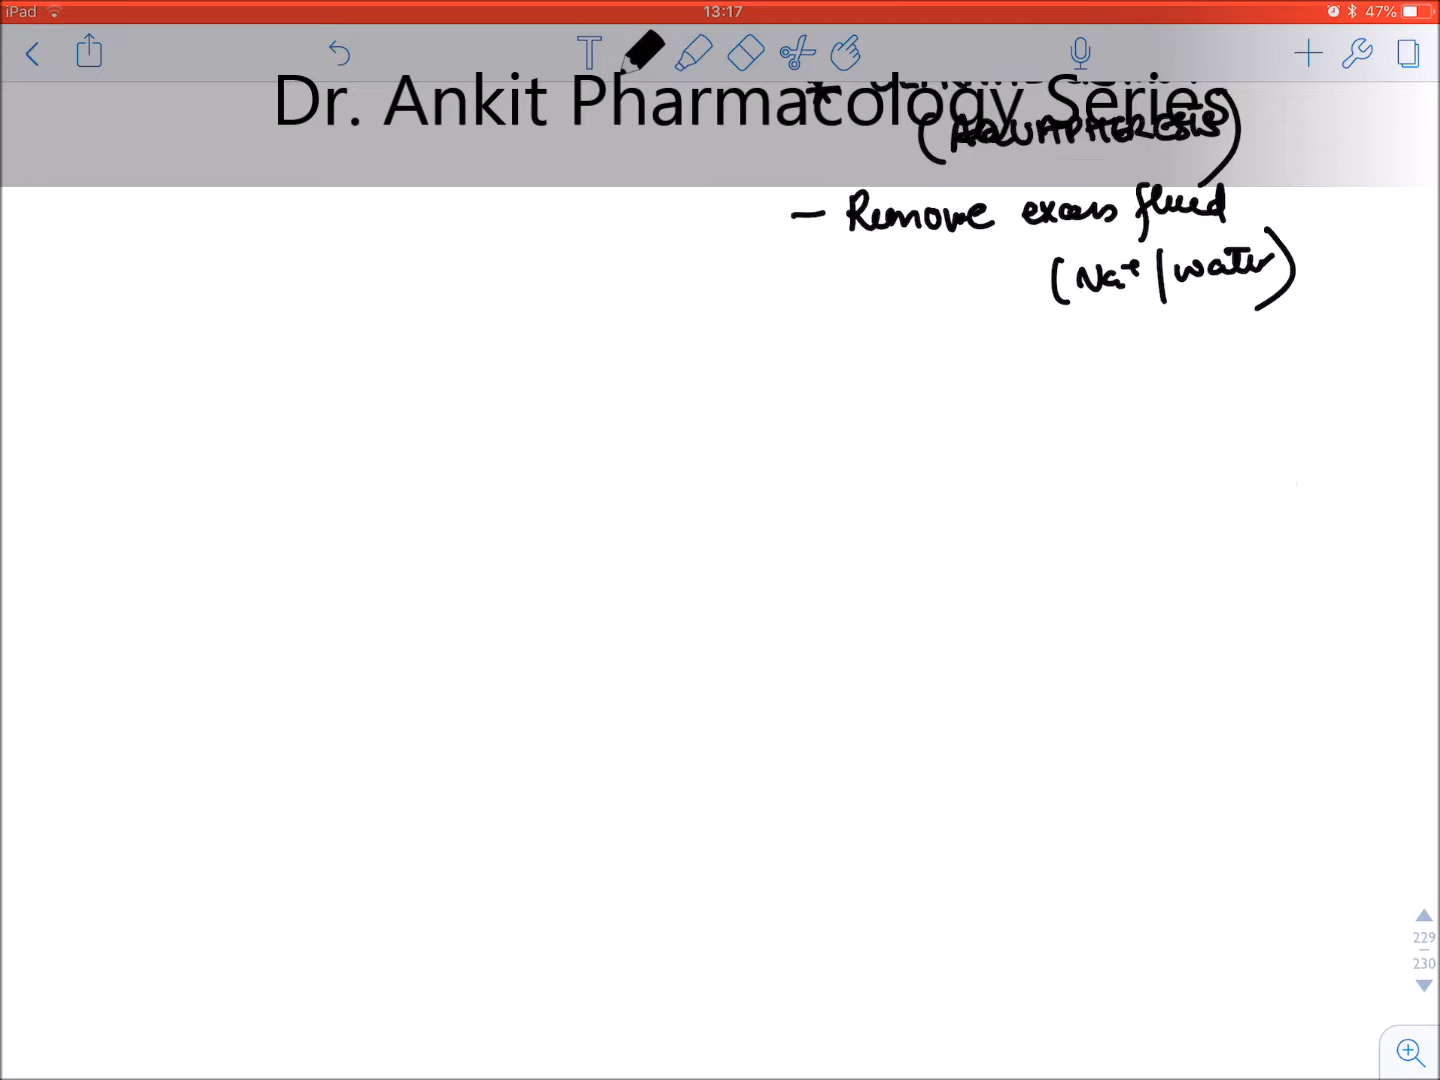 iPad 13:17 47%
T
Dr. Ankit Pharmacology Series
(AQUAPHERESIS)
– Remove excess fluid
(Na+ / water)
229
230